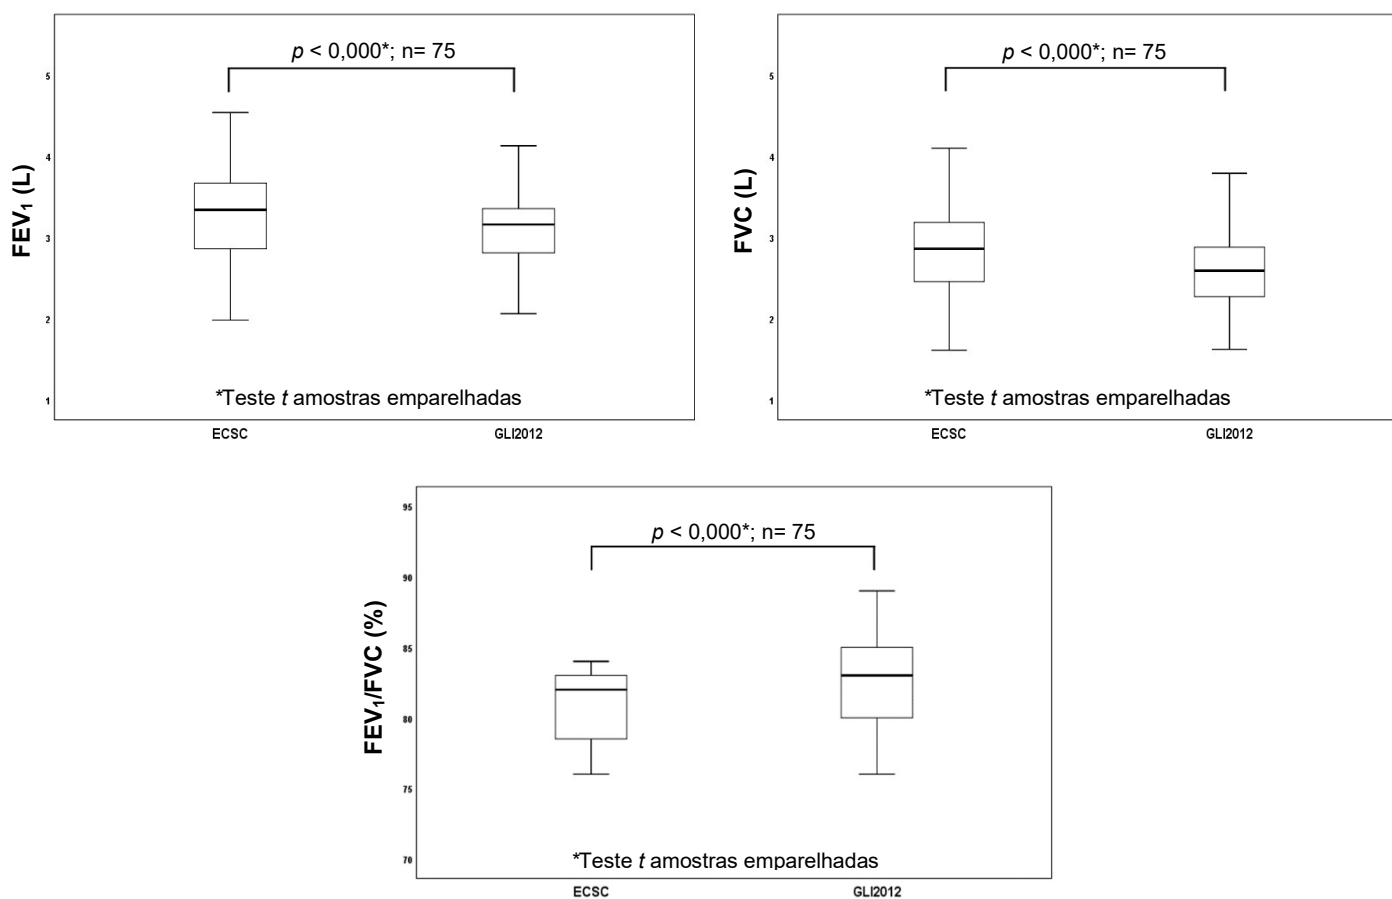 p < 0,000*; n= 75
5
4
3
2
1
FEV₁ (L)
*Teste t amostras emparelhadas
ECSC GLI2012
p < 0,000*; n= 75
5
4
3
2
1
FVC (L)
*Teste t amostras emparelhadas
ECSC GLI2012
p < 0,000*; n= 75
95
90
85
80
75
70
FEV₁/FVC (%)
*Teste t amostras emparelhadas
ECSC GLI2012